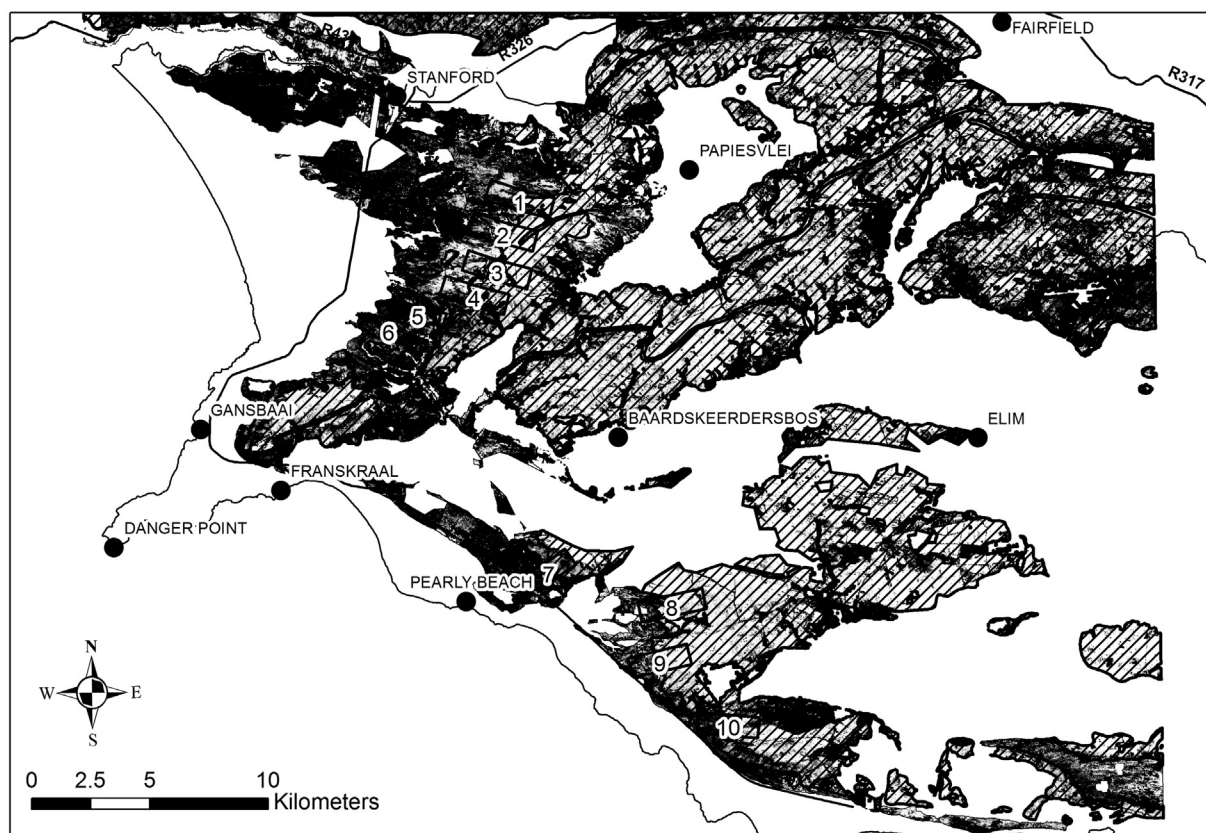 FAIRFIELD
R43
R326
STANFORD
R317
PAPIESVLEI
1
2
3
4
5
6
GANSBAAI
BAARDSKEERDERSBOS
ELIM
FRANSKRAAL
DANGER POINT
7
PEARLY BEACH
8
9
10
N
W E
S
0 2.5 5 10
Kilometers